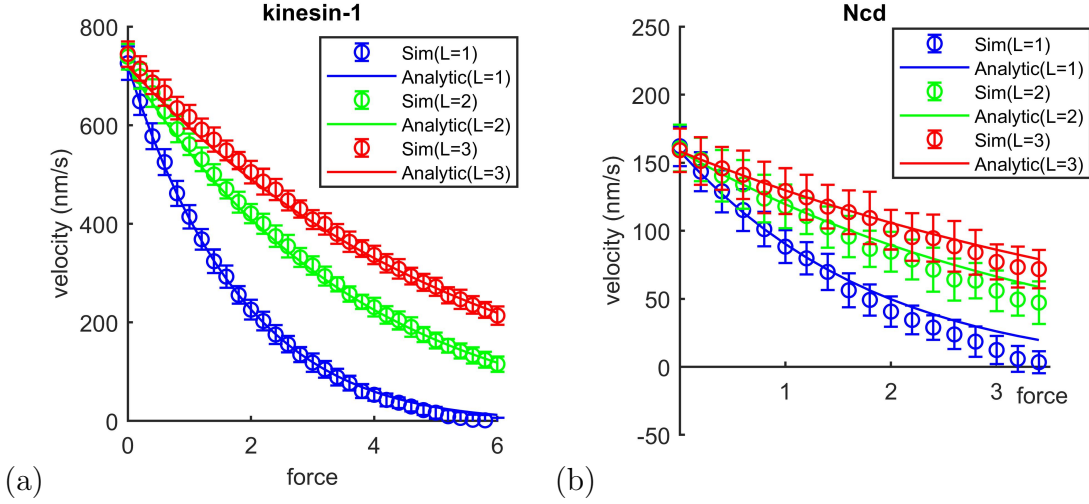 kinesin-1
800
600
400
200
0
0
2
4
6
velocity (nm/s)
force
Sim(L=1)
Analytic(L=1)
Sim(L=2)
Analytic(L=2)
Sim(L=3)
Analytic(L=3)
(a)
Ncd
250
200
150
100
50
0
-50
1
2
3
velocity (nm/s)
force
Sim(L=1)
Analytic(L=1)
Sim(L=2)
Analytic(L=2)
Sim(L=3)
Analytic(L=3)
(b)